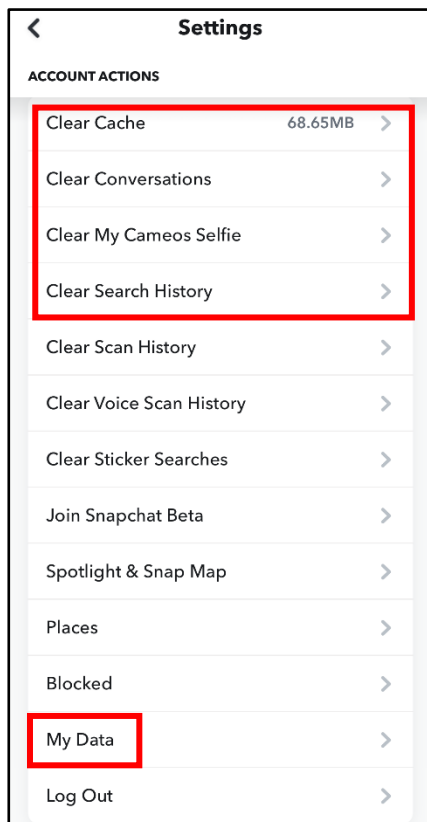 Settings
ACCOUNT ACTIONS
Clear Cache 68.65MB
Clear Conversations
Clear My Cameos Selfie
Clear Search History
Clear Scan History
Clear Voice Scan History
Clear Sticker Searches
Join Snapchat Beta
Spotlight & Snap Map
Places
Blocked
My Data
Log Out